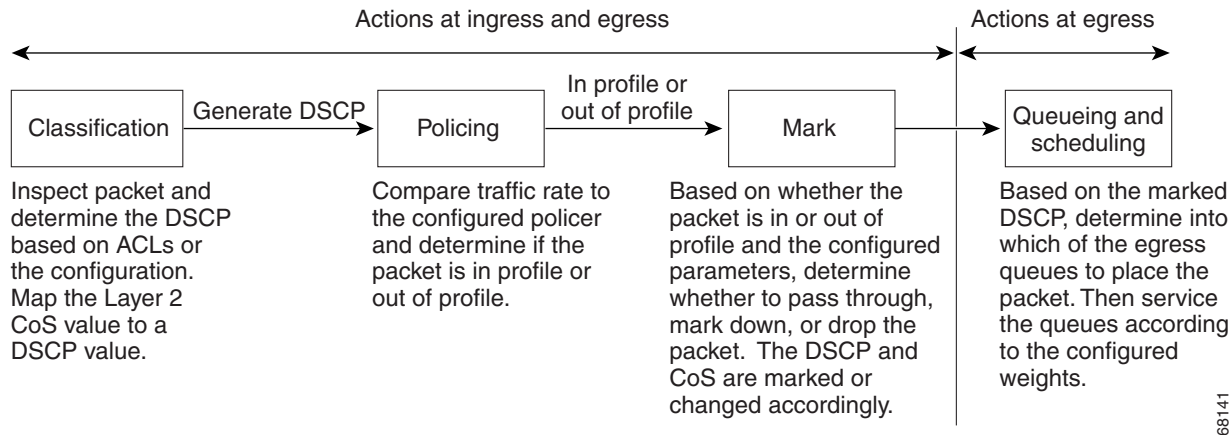 Actions at ingress and egress
Actions at egress
Classification
Generate DSCP
Policing
In profile or
out of profile
Mark
Queueing and
scheduling
Inspect packet and
determine the DSCP
based on ACLs or
the configuration.
Map the Layer 2
CoS value to a
DSCP value.
Compare traffic rate to
the configured policer
and determine if the
packet is in profile or
out of profile.
Based on whether the
packet is in or out of
profile and the configured
parameters, determine
whether to pass through,
mark down, or drop the
packet.  The DSCP and
CoS are marked or
changed accordingly.
Based on the marked
DSCP, determine into
which of the egress
queues to place the
packet. Then service
the queues according
to the configured
weights.
68141